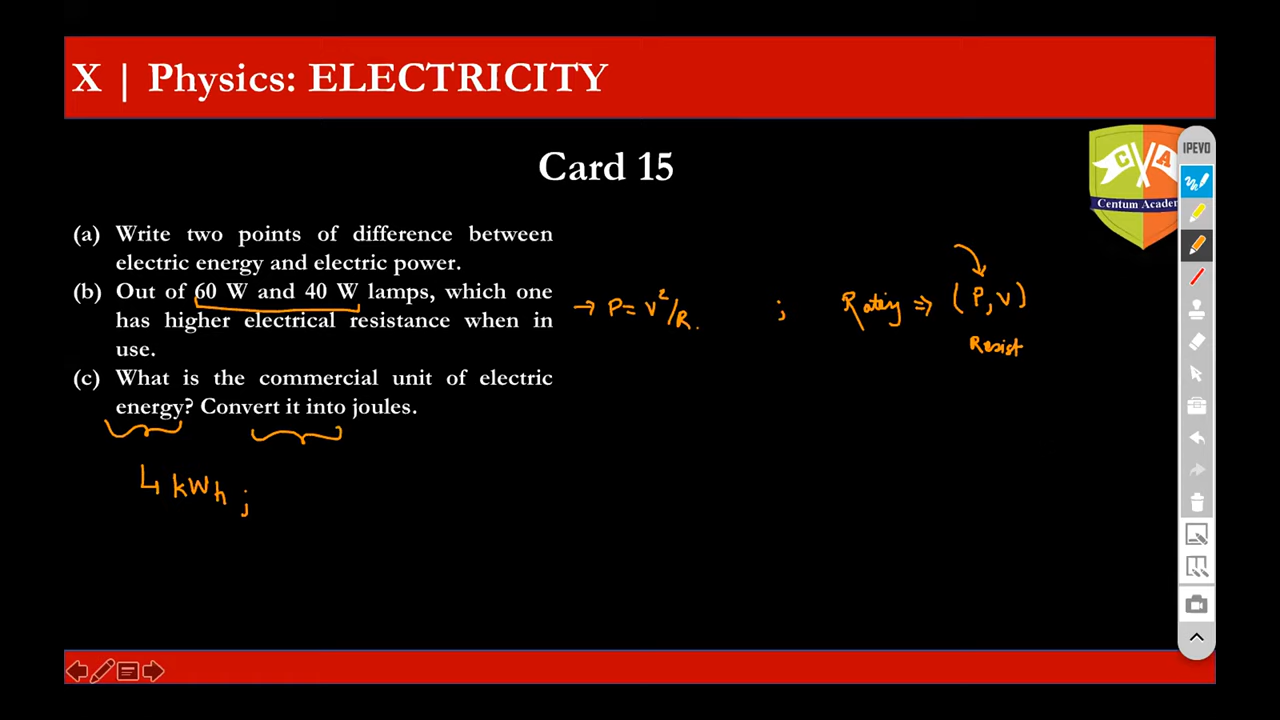 X | Physics: ELECTRICITY
IPEVO
CA
Centum Academ
Card 15
(a) Write two points of difference between
electric energy and electric power.
(b) Out of 60 W and 40 W lamps, which one
has higher electrical resistance when in
use.
(c) What is the commercial unit of electric
energy? Convert it into joules.
→ P = V²/R. ; Rating ⇒ (P, V)
Resist
↳ kWh ;